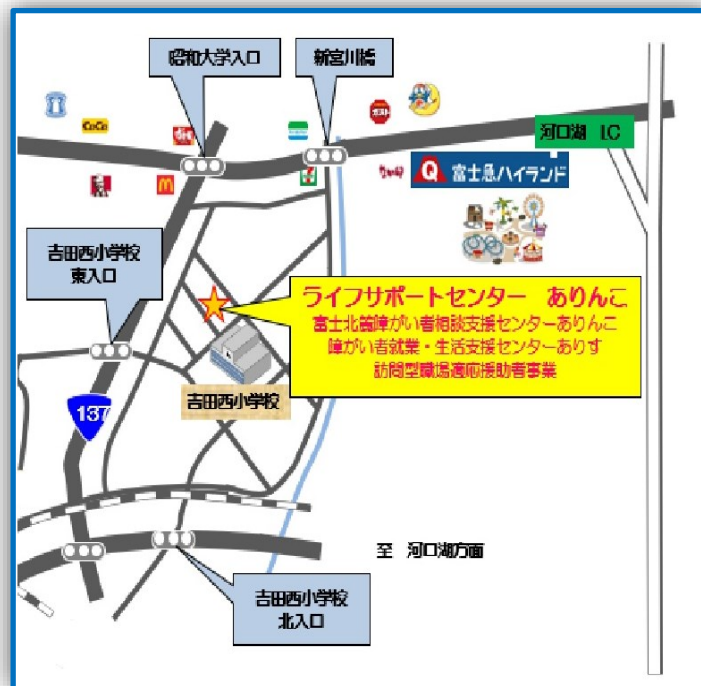 昭和大学入口
新宮川橋
CoCo
ガスト
河口湖 I.C
Q 富士急ハイランド
吉田西小学校
東入口
ライフサポートセンター ありんこ
富士北麓障がい者相談支援センターありんこ
障がい者就業・生活支援センターありす
訪問型職場適応援助者事業
吉田西小学校
137
至 河口湖方面
吉田西小学校
北入口